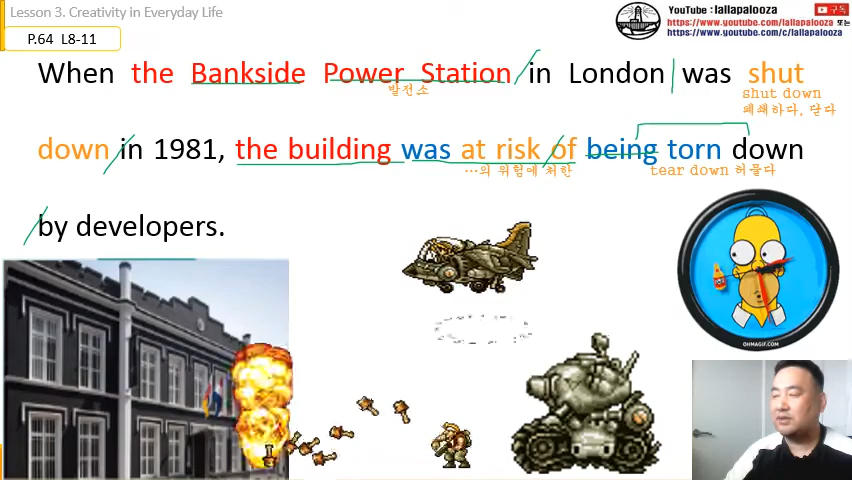 Lesson 3. Creativity in Everyday Life
P.64 L8-11
YouTube : lallapalooza
구독
https://www.youtube.com/lallapalooza 또는
https://www.youtube.com/c/lallapalooza
When the Bankside Power Station in London was shut
발전소
shut down
폐쇄하다, 닫다
down in 1981, the building was at risk of being torn down
…의 위험에 처한
tear down 허물다
by developers.
OHMAGIF.COM